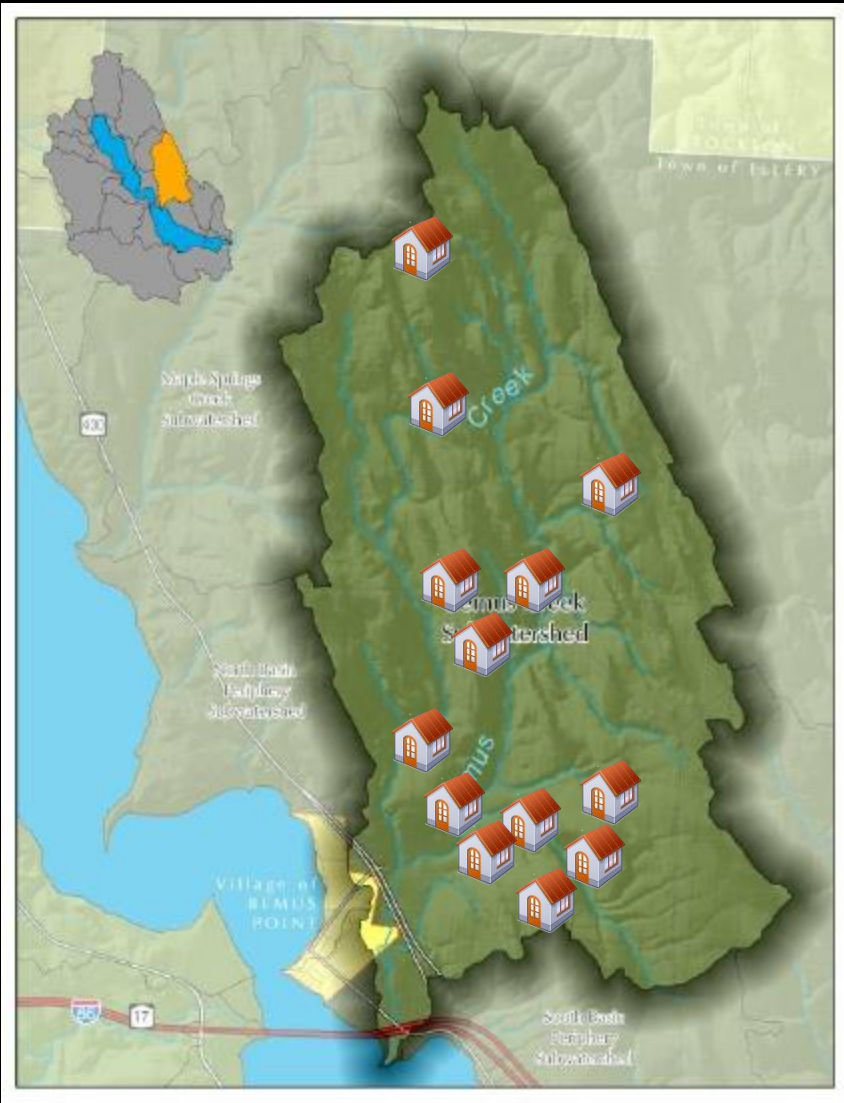 Town of
Town of ELLERY
Maple Springs
Creek
Subwatershed
430
Creek
Subwatershed
North Basin
Periphery
Subwatershed
Village of
BEMUS
POINT
86
17
South Basin
Periphery
Subwatershed